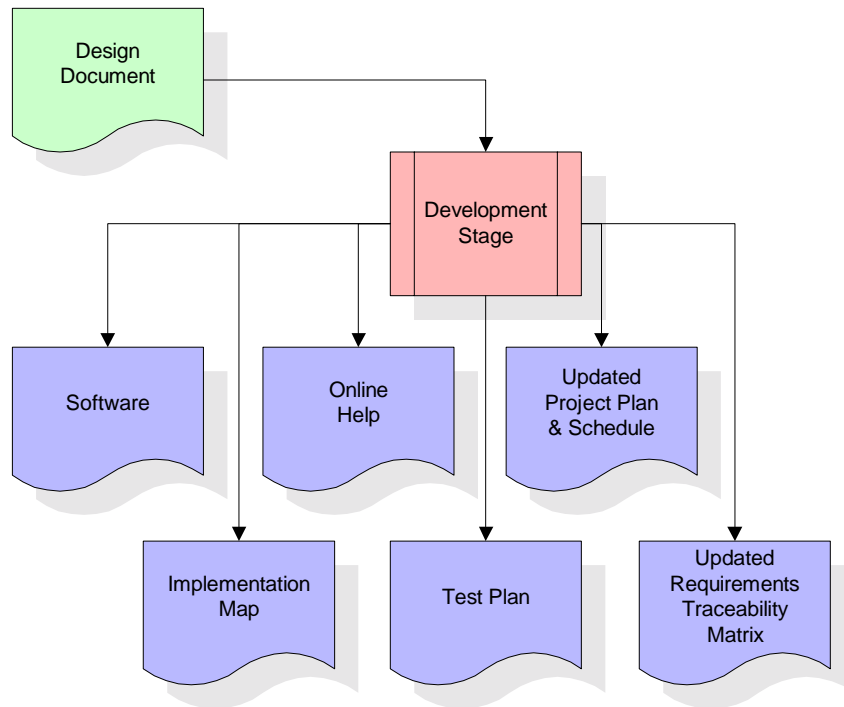 Design
Document
Development
Stage
Software
Online
Help
Updated
Project Plan
& Schedule
Implementation
Map
Test Plan
Updated
Requirements
Traceability
Matrix